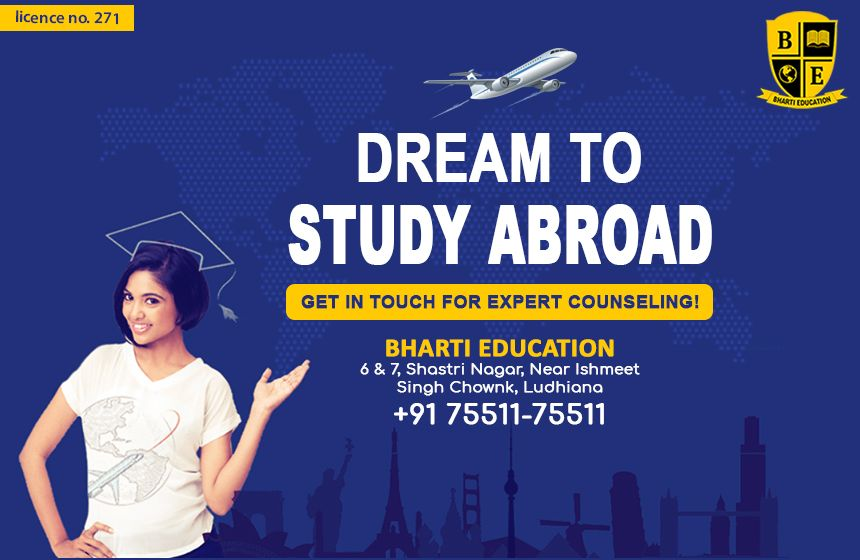 licence no. 271
B
E
BHARTI EDUCATION
DREAM TO
STUDY ABROAD
GET IN TOUCH FOR EXPERT COUNSELING!
BHARTI EDUCATION
6 & 7, Shastri Nagar, Near Ishmeet
Singh Chownk, Ludhiana
+91 75511-75511